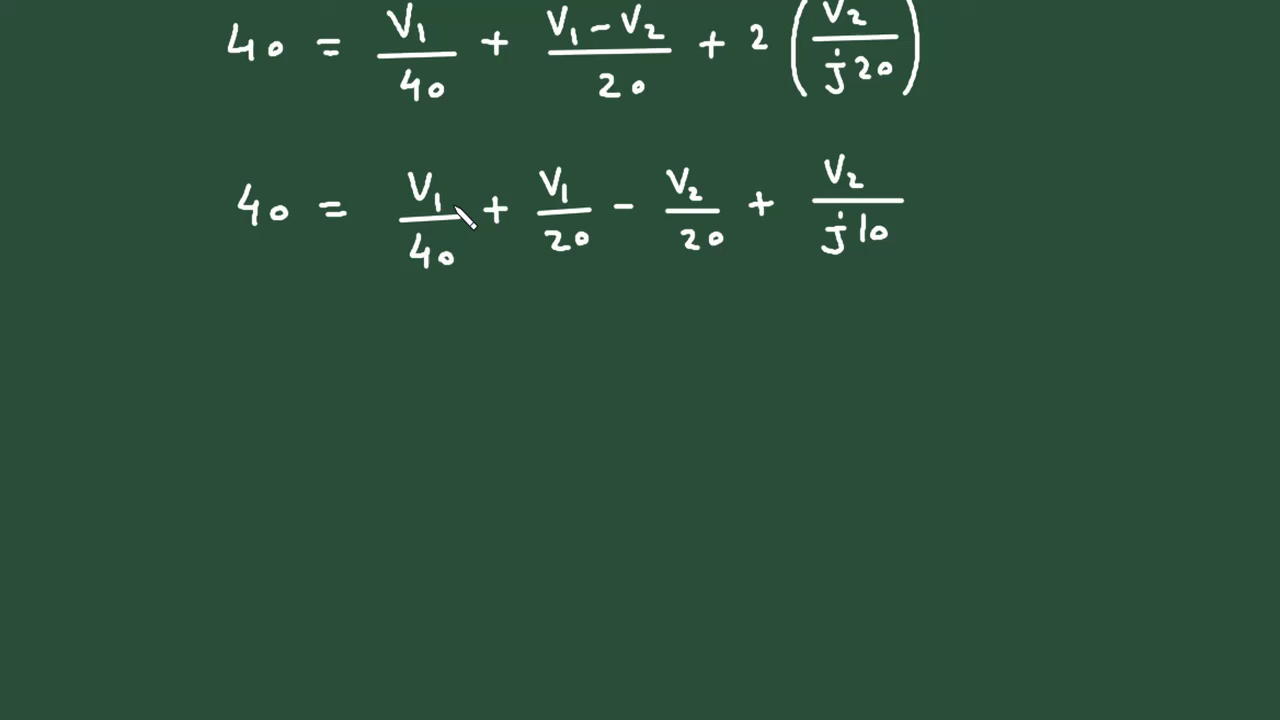 40 = V₁/40 + (V₁ - V₂)/20 + 2 (V₂/j20)
40 = V₁/40 + V₁/20 - V₂/20 + V₂/j10